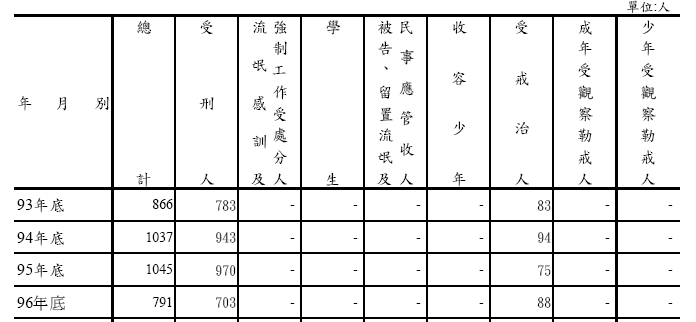 單位:人
年月別 總計 受刑人 強制工作受處分人及流氓感訓 學生 民事應管收人及被告、留置流氓 收容少年 受戒治人 成年受觀察勒戒人 少年受觀察勒戒人
93年底 866 783 - - - - 83 - -
94年底 1037 943 - - - - 94 - -
95年底 1045 970 - - - - 75 - -
96年底 791 703 - - - - 88 - -